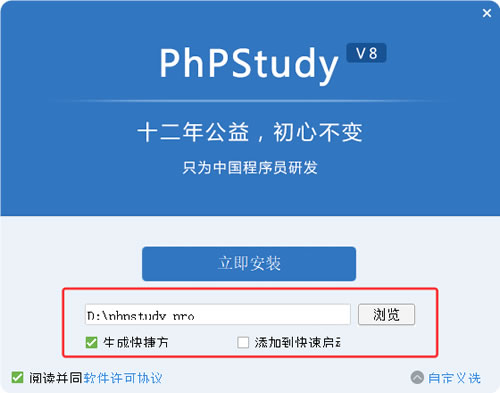 PhPStudy V8
十二年公益，初心不变
只为中国程序员研发
立即安装
D:\phpstudy_pro 浏览
生成快捷方 添加到快速启动
阅读并同软件许可协议 自定义选